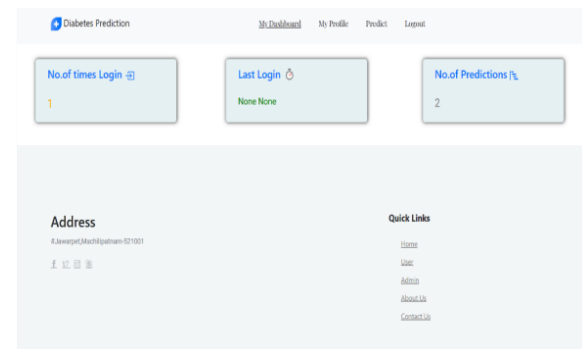 Diabetes Prediction My Dashboard My Profile Predict Logout
No.of times Login Last Login No.of Predictions
1 None None 2
Address Quick Links
#Jawarpet,Machilipatnam-521001
Home
User
Admin
About Us
Contact Us